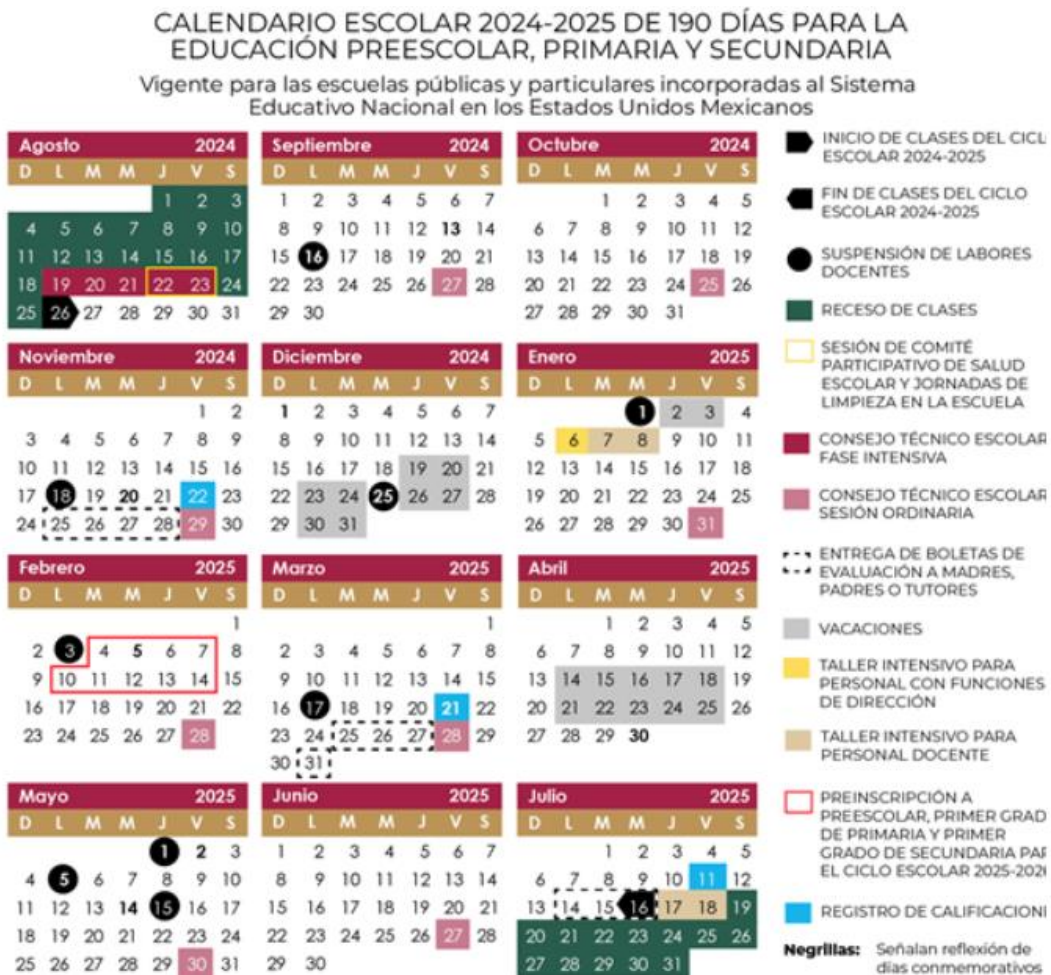 CALENDARIO ESCOLAR 2024-2025 DE 190 DÍAS PARA LA
EDUCACIÓN PREESCOLAR, PRIMARIA Y SECUNDARIA
Vigente para las escuelas públicas y particulares incorporadas al Sistema
Educativo Nacional en los Estados Unidos Mexicanos
Agosto 2024
D L M M J V S
1 2 3
4 5 6 7 8 9 10
11 12 13 14 15 16 17
18 19 20 21 22 23 24
25 26 27 28 29 30 31
Septiembre 2024
D L M M J V S
1 2 3 4 5 6 7
8 9 10 11 12 13 14
15 16 17 18 19 20 21
22 23 24 25 26 27 28
29 30
Octubre 2024
D L M M J V S
1 2 3 4 5
6 7 8 9 10 11 12
13 14 15 16 17 18 19
20 21 22 23 24 25 26
27 28 29 30 31
Noviembre 2024
D L M M J V S
1 2
3 4 5 6 7 8 9
10 11 12 13 14 15 16
17 18 19 20 21 22 23
24 25 26 27 28 29 30
Diciembre 2024
D L M M J V S
1 2 3 4 5 6 7
8 9 10 11 12 13 14
15 16 17 18 19 20 21
22 23 24 25 26 27 28
29 30 31
Enero 2025
D L M M J V S
1 2 3 4
5 6 7 8 9 10 11
12 13 14 15 16 17 18
19 20 21 22 23 24 25
26 27 28 29 30 31
Febrero 2025
D L M M J V S
1
2 3 4 5 6 7 8
9 10 11 12 13 14 15
16 17 18 19 20 21 22
23 24 25 26 27 28
Marzo 2025
D L M M J V S
1
2 3 4 5 6 7 8
9 10 11 12 13 14 15
16 17 18 19 20 21 22
23 24 25 26 27 28 29
30 31
Abril 2025
D L M M J V S
1 2 3 4 5
6 7 8 9 10 11 12
13 14 15 16 17 18 19
20 21 22 23 24 25 26
27 28 29 30
Mayo 2025
D L M M J V S
1 2 3
4 5 6 7 8 9 10
11 12 13 14 15 16 17
18 19 20 21 22 23 24
25 26 27 28 29 30 31
Junio 2025
D L M M J V S
1 2 3 4 5 6 7
8 9 10 11 12 13 14
15 16 17 18 19 20 21
22 23 24 25 26 27 28
29 30
Julio 2025
D L M M J V S
1 2 3 4 5
6 7 8 9 10 11 12
13 14 15 16 17 18 19
20 21 22 23 24 25 26
27 28 29 30 31
INICIO DE CLASES DEL CICL
ESCOLAR 2024-2025
FIN DE CLASES DEL CICLO
ESCOLAR 2024-2025
SUSPENSIÓN DE LABORES
DOCENTES
RECESO DE CLASES
SESIÓN DE COMITÉ
PARTICIPATIVO DE SALUD
ESCOLAR Y JORNADAS DE
LIMPIEZA EN LA ESCUELA
CONSEJO TÉCNICO ESCOLAR
FASE INTENSIVA
CONSEJO TÉCNICO ESCOLAR
SESIÓN ORDINARIA
ENTREGA DE BOLETAS DE
EVALUACIÓN A MADRES,
PADRES O TUTORES
VACACIONES
TALLER INTENSIVO PARA
PERSONAL CON FUNCIONES
DE DIRECCIÓN
TALLER INTENSIVO PARA
PERSONAL DOCENTE
PREINSCRIPCIÓN A
PREESCOLAR, PRIMER GRAD
DE PRIMARIA Y PRIMER
GRADO DE SECUNDARIA PAR
EL CICLO ESCOLAR 2025-202
REGISTRO DE CALIFICACION
Negrillas: Señalan reflexión de
días conmemorativos